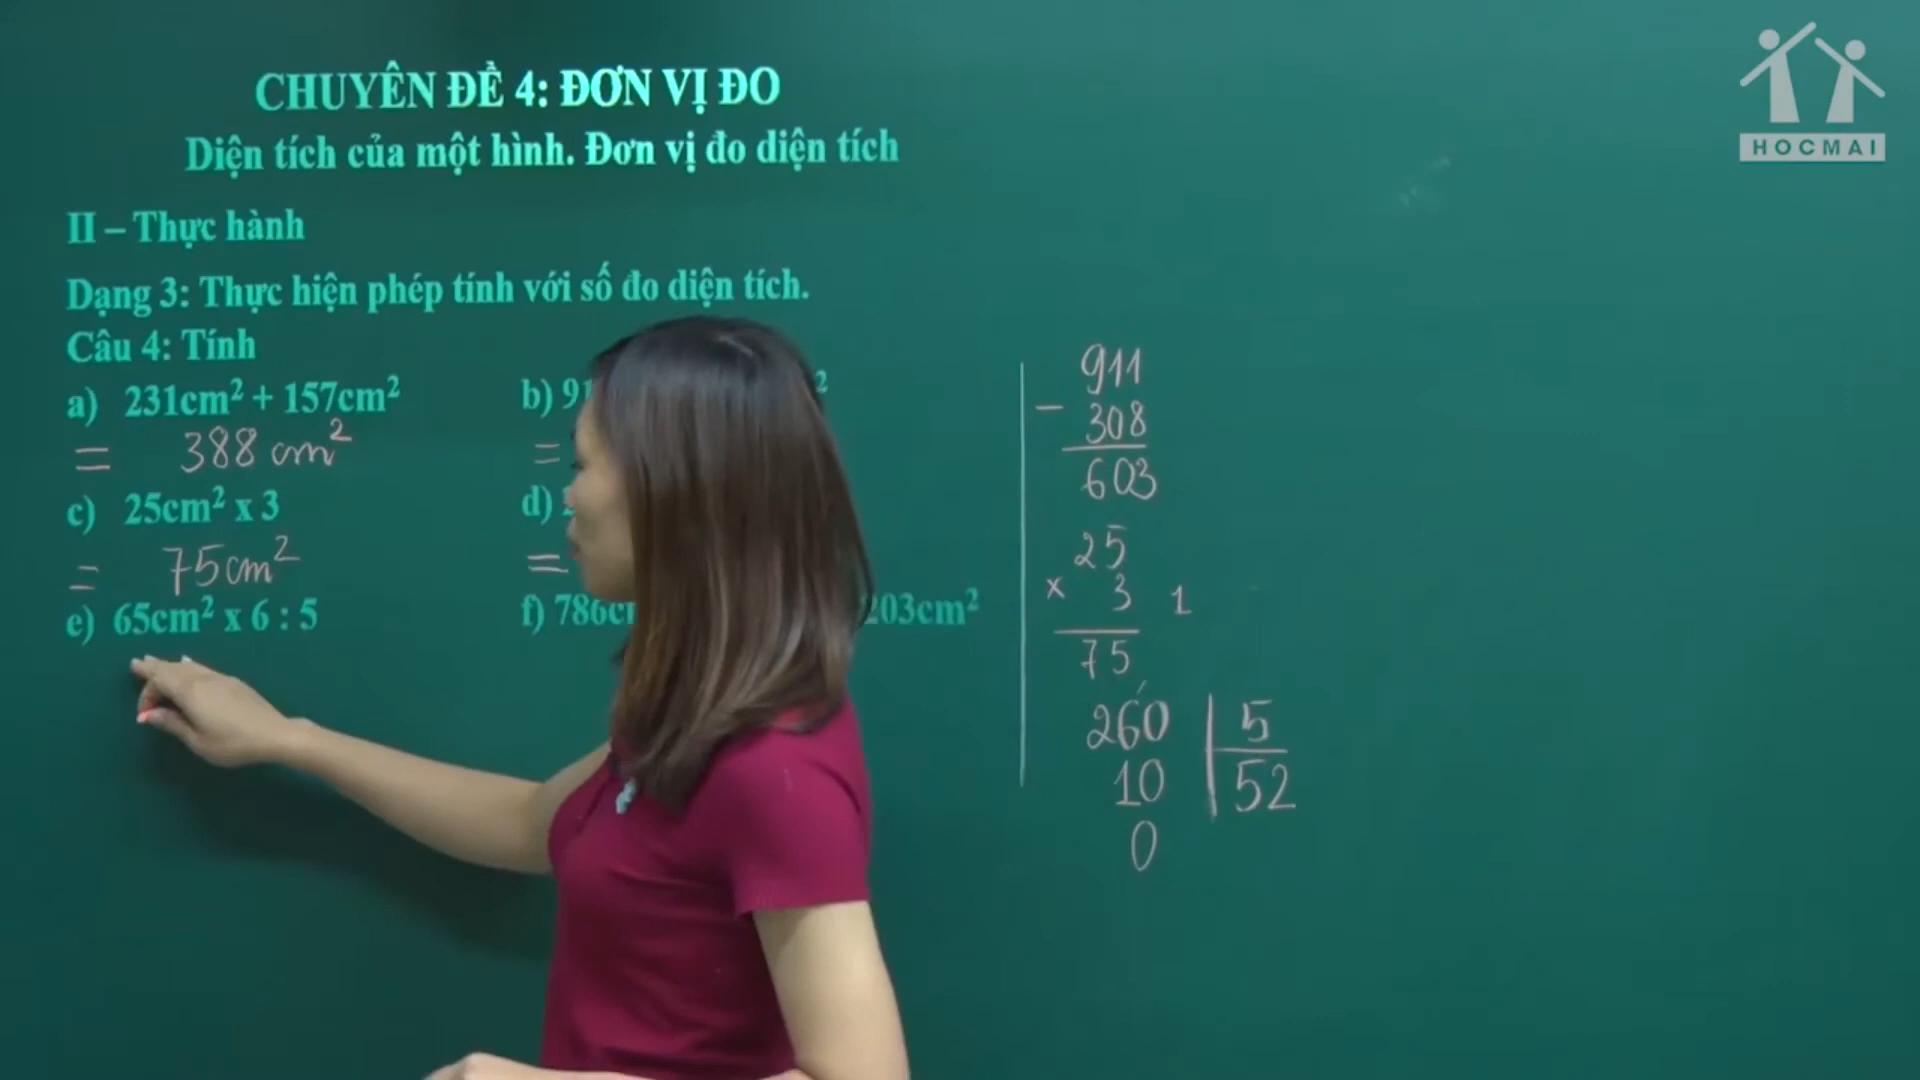 HOCMAI
CHUYÊN ĐỀ 4: ĐƠN VỊ ĐO
Diện tích của một hình. Đơn vị đo diện tích
II – Thực hành
Dạng 3: Thực hiện phép tính với số đo diện tích.
Câu 4: Tính
a) 231cm² + 157cm²
= 388 cm²
b)
=
c) 25cm² x 3
= 75cm²
d)
=
e) 65cm² x 6 : 5
f) 203cm²
911
- 308
603
25
x 3 1
75
260 5
10 52
0